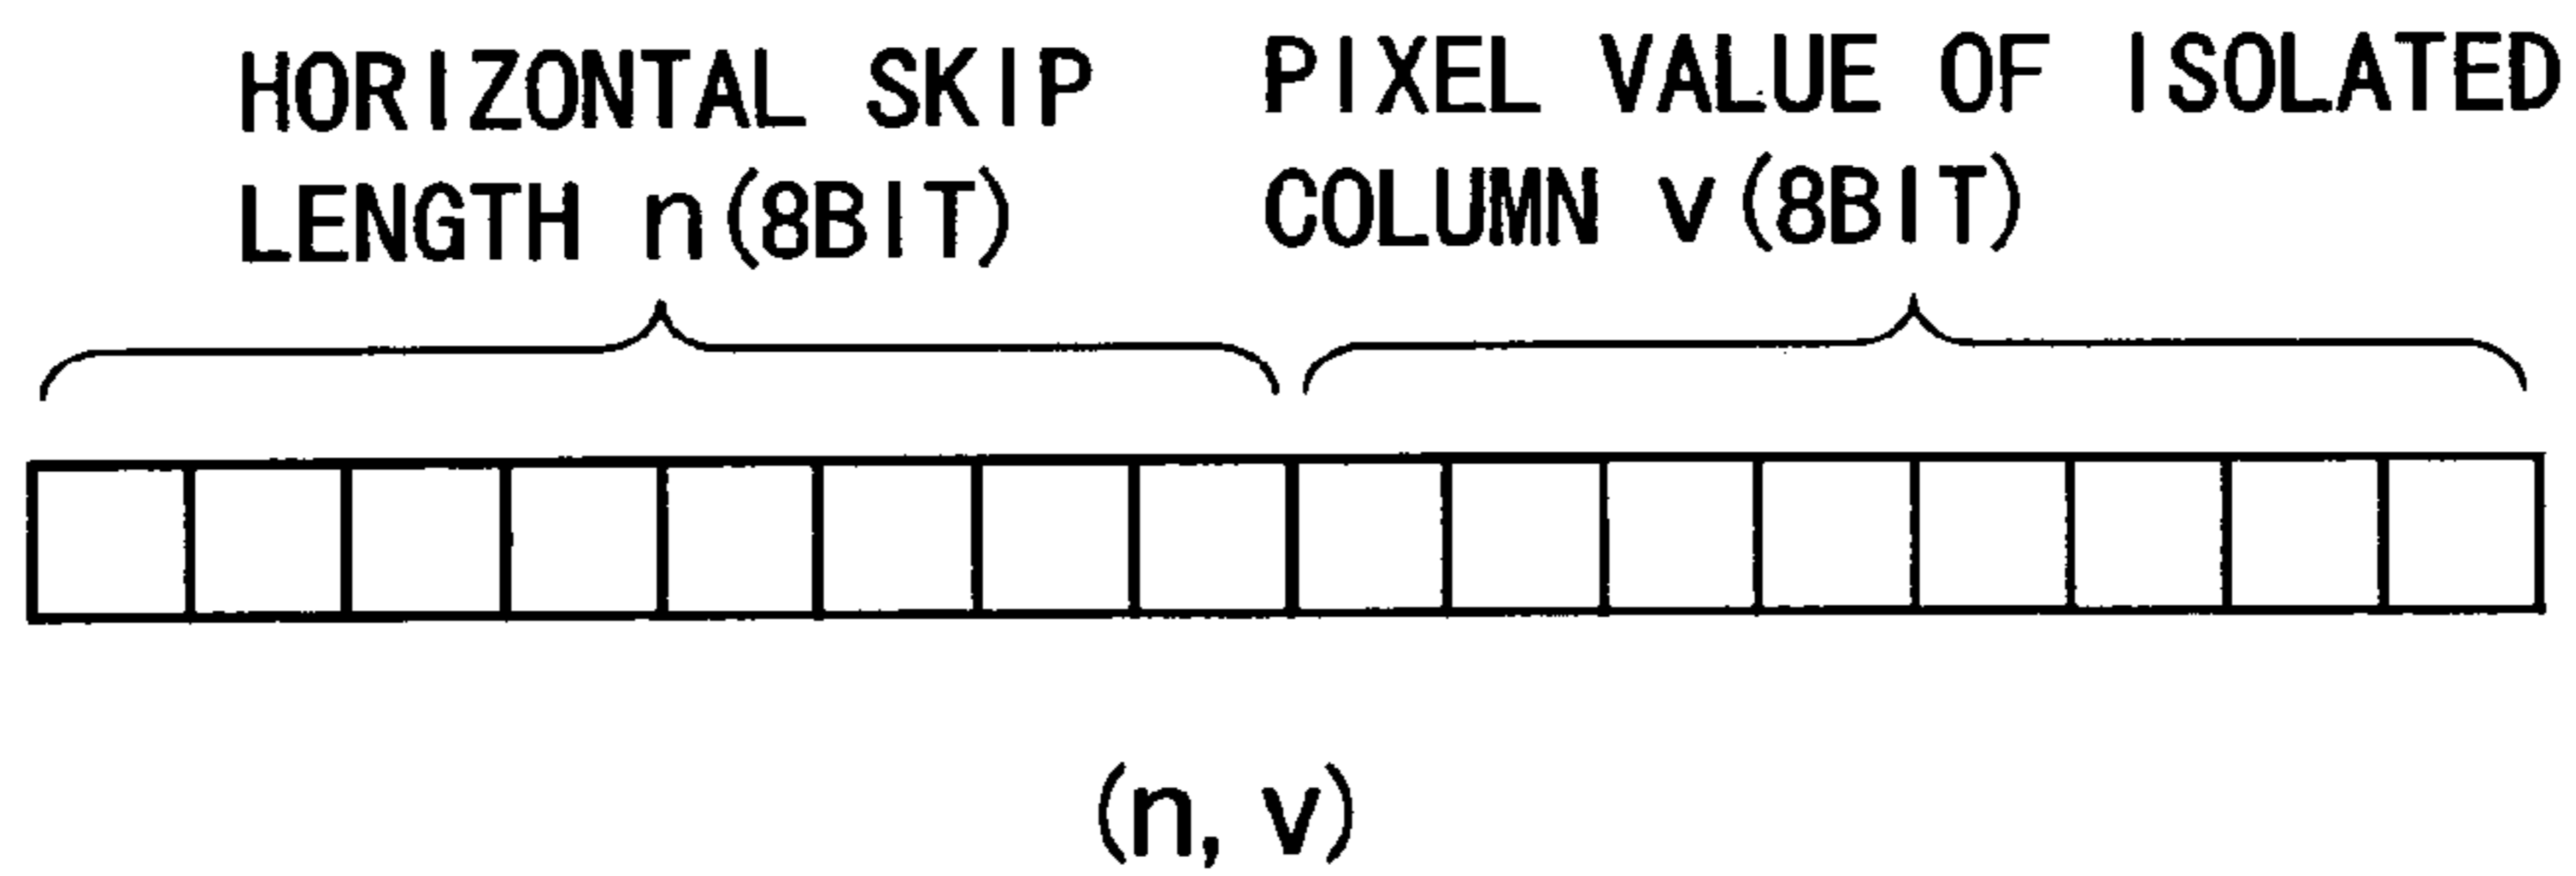 HORIZONTAL SKIP
LENGTH n(8BIT)
PIXEL VALUE OF ISOLATED
COLUMN v(8BIT)
(n, v)